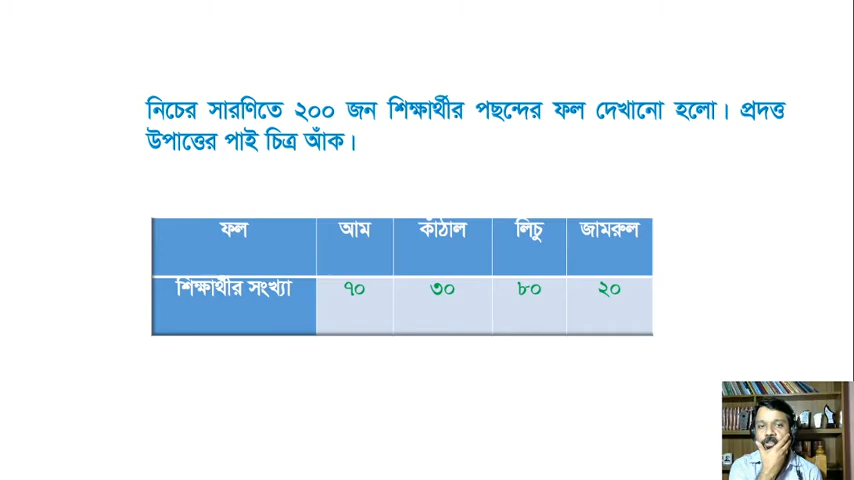 নিচের সারণিতে ২০০ জন শিক্ষার্থীর পছন্দের ফল দেখানো হলো। প্রদত্ত
উপাত্তের পাই চিত্র আঁক।
ফল আম কাঁঠাল লিচু জামরুল
শিক্ষার্থীর সংখ্যা ৭০ ৩০ ৮০ ২০